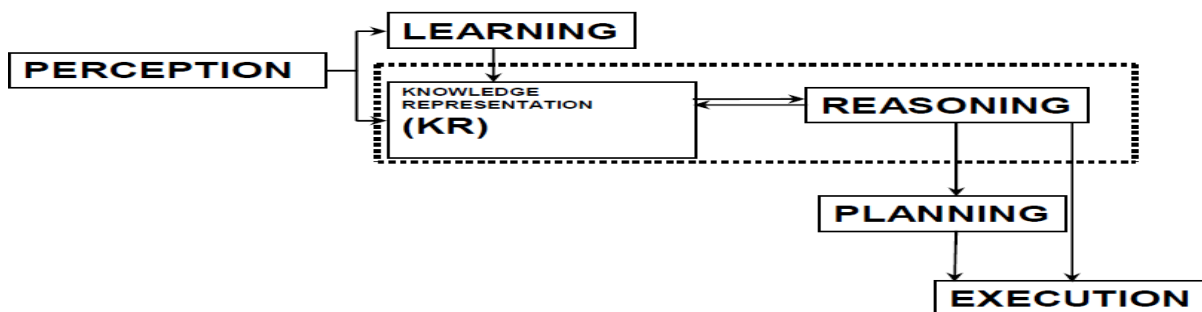 LEARNING
PERCEPTION
KNOWLEDGE
REPRESENTATION
(KR)
REASONING
PLANNING
EXECUTION